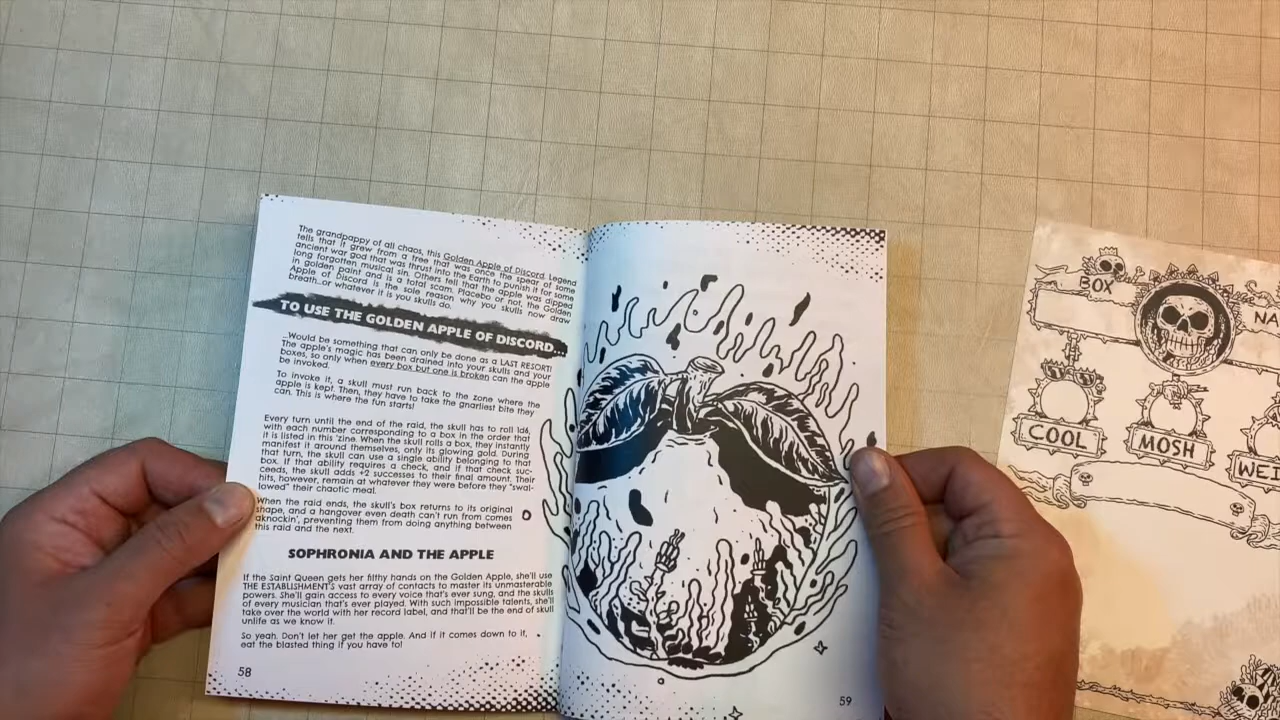 The grandpappy of all chaos, this Golden Apple of Discord. Legend
tells that it grew from a tree that was once the spear of some
ancient war god that was thrust into the Earth to punish it for some
long forgotten musical sin. Others tell that the apple was dipped
in golden paint and is a total scam. Placebo or not, the Golden
Apple of Discord is the sole reason why you skulls now draw
breath...or whatever it is you skulls do.
TO USE THE GOLDEN APPLE OF DISCORD...
...Would be something that can only be done as a LAST RESORT!
The apple's magic has been drained into your skulls and your
boxes, so only when every box but one is broken can the apple
be invoked.
To invoke it, a skull must run back to the zone where the
apple is kept. Then, they have to take the gnarliest bite they
can. This is where the fun starts!
Every turn until the end of the raid, the skull has to roll 1d6,
with each number corresponding to a box in the order that
it is listed in this 'zine. When the skull rolls a box, they instantly
manifest it around themselves, only its glowing gold. During
that turn, the skull can use a single ability belonging to that
box. If that ability requires a check, and if that check suc-
ceeds, the skull adds +2 successes to their final amount. Their
hits, however, remain at whatever they were before they "swal-
lowed" their chaotic meal.
When the raid ends, the skull's box returns to its original
shape, and a hangover even death can't run from comes
aknockin', preventing them from doing anything between
this raid and the next.
SOPHRONIA AND THE APPLE
If the Saint Queen gets her filthy hands on the Golden Apple, she'll use
THE ESTABLISHMENT's vast array of contacts to master its unmasterable
powers. She'll gain access to every voice that's ever sung, and the skulls
of every musician that's ever played. With such impossible talents, she'll
take over the world with her record label, and that'll be the end of skull
unlife as we know it.
So yeah. Don't let her get the apple. And if it comes down to it,
eat the blasted thing if you have to!
58
59
BOX
NA
COOL
MOSH
WEI